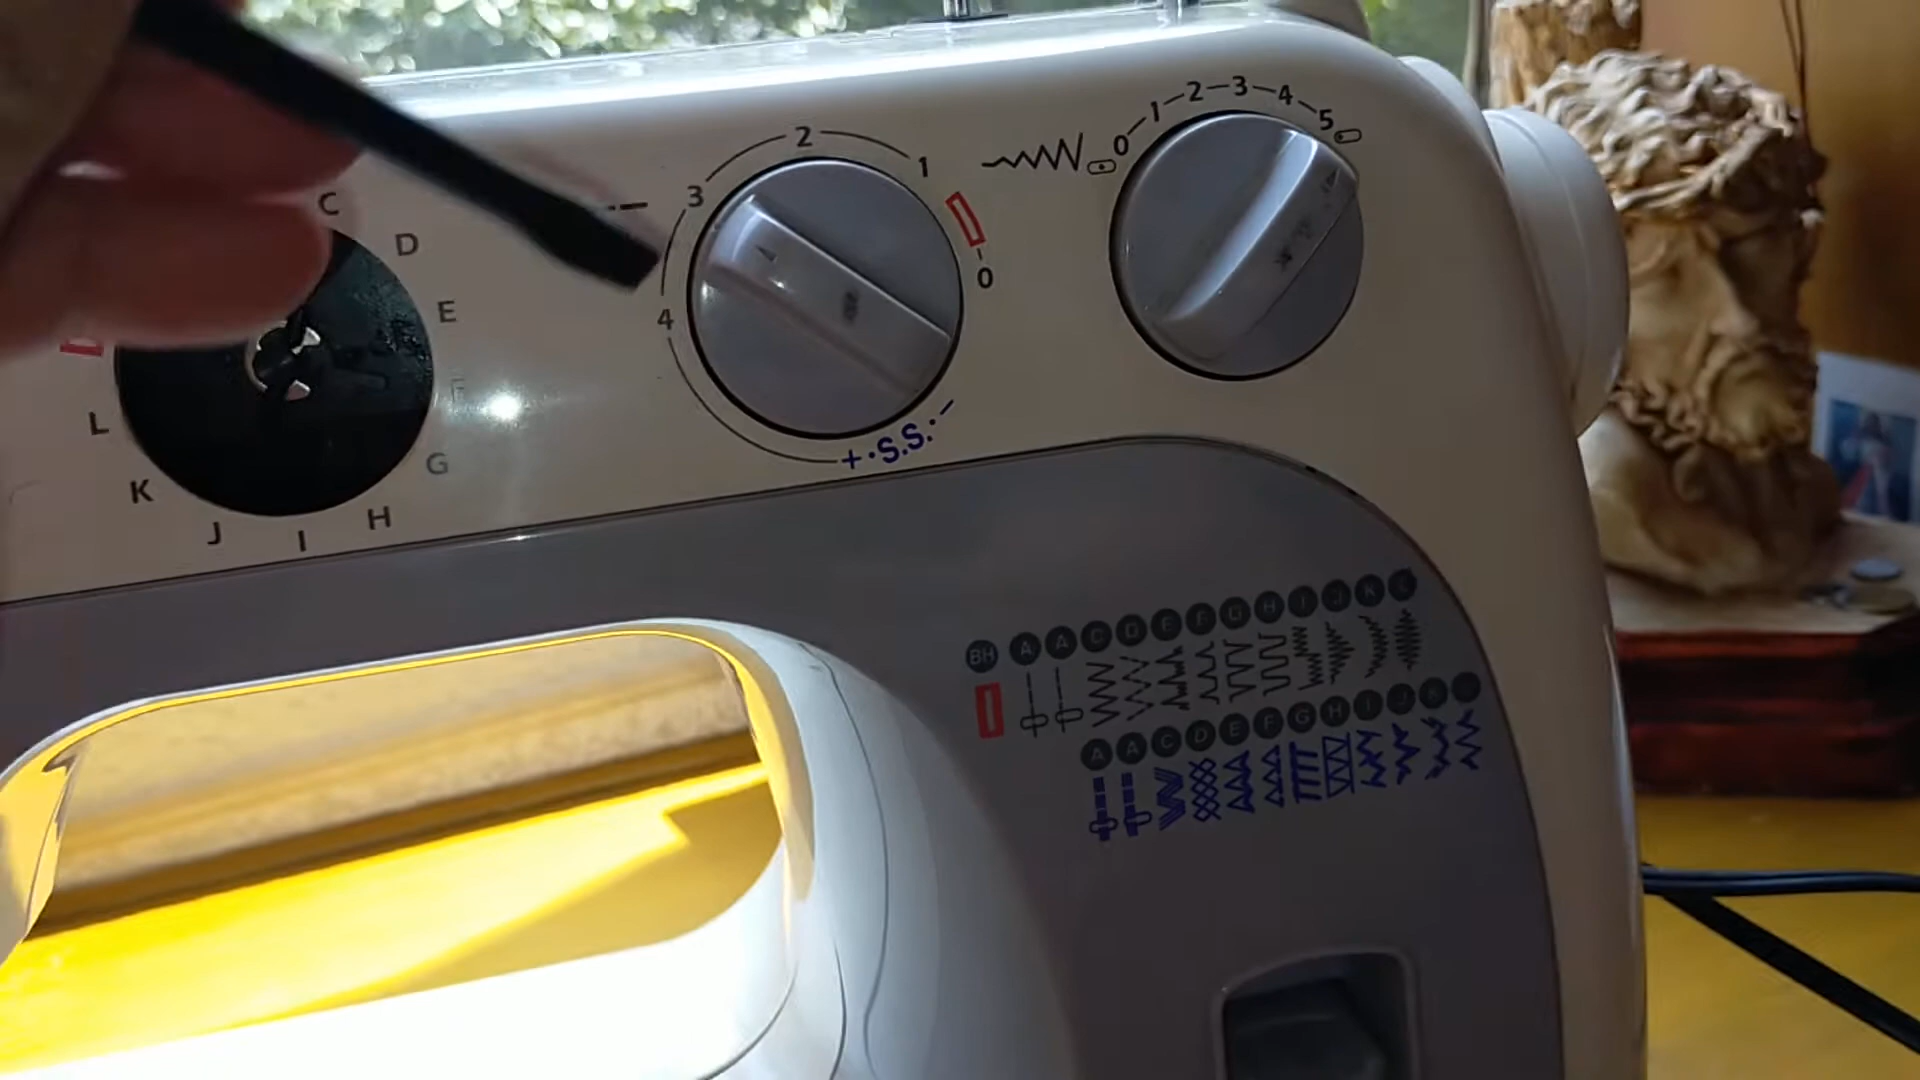 C
D
E
F
G
H
I
J
K
L
0
1
2
3
4
+ · S.S. · -
0 1 2 3 4 5
BH A A C D E F G H I J K
A A C D E F G H I J K